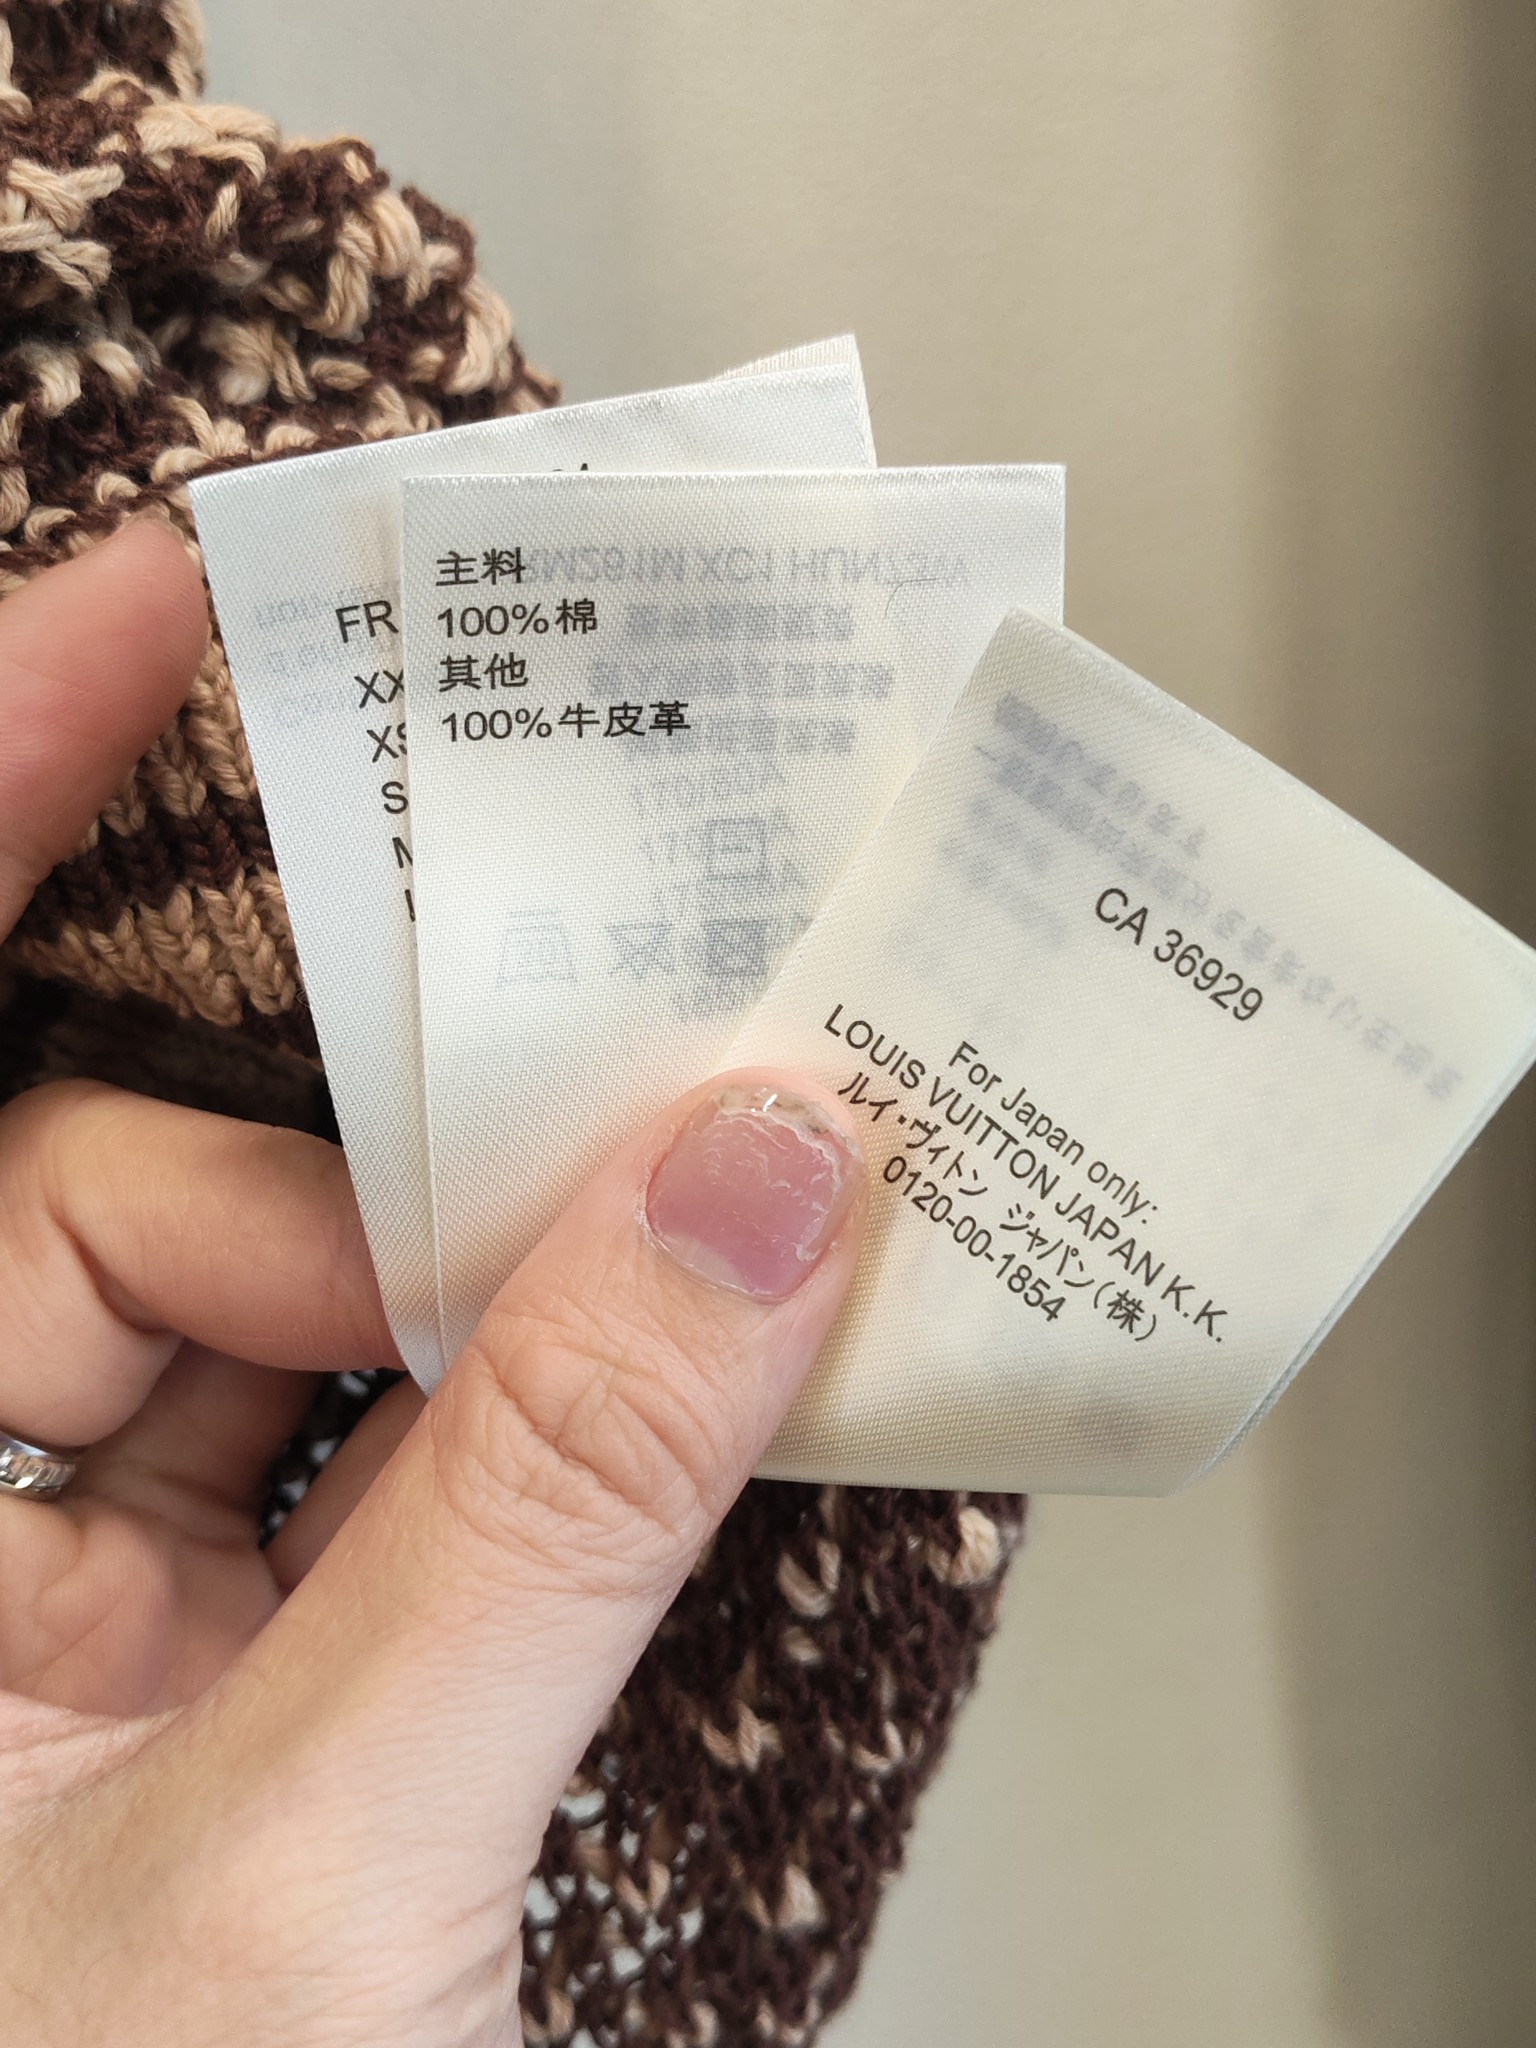 FR
XX
XS
S
M
L
主料
100%棉
其他
100%牛皮革
CA 36929
For Japan only:
LOUIS VUITTON JAPAN K.K.
ルイ・ヴィトン ジャパン(株)
0120-00-1854